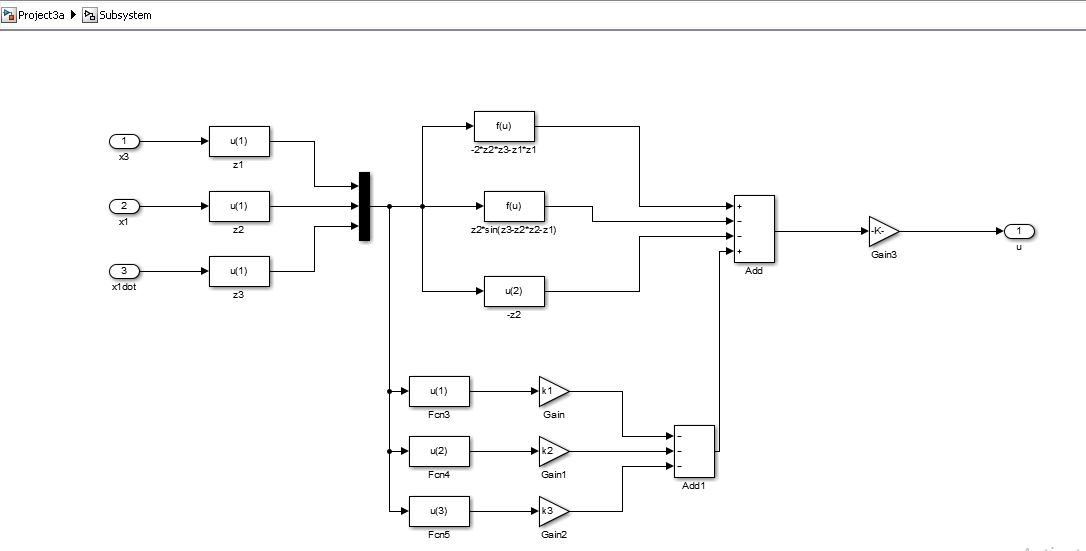 Project3a Subsystem
1
x3
u(1)
z1
2
x1
u(1)
z2
3
x1dot
u(1)
z3
f(u)
-2*z2*z3-z1*z1
f(u)
z2*sin(z3-z2*z2-z1)
u(2)
-z2
+
−
−
+
Add
-K-
Gain3
1
u
u(1)
Fcn3
k1
Gain
u(2)
Fcn4
k2
Gain1
u(3)
Fcn5
k3
Gain2
−
−
−
Add1